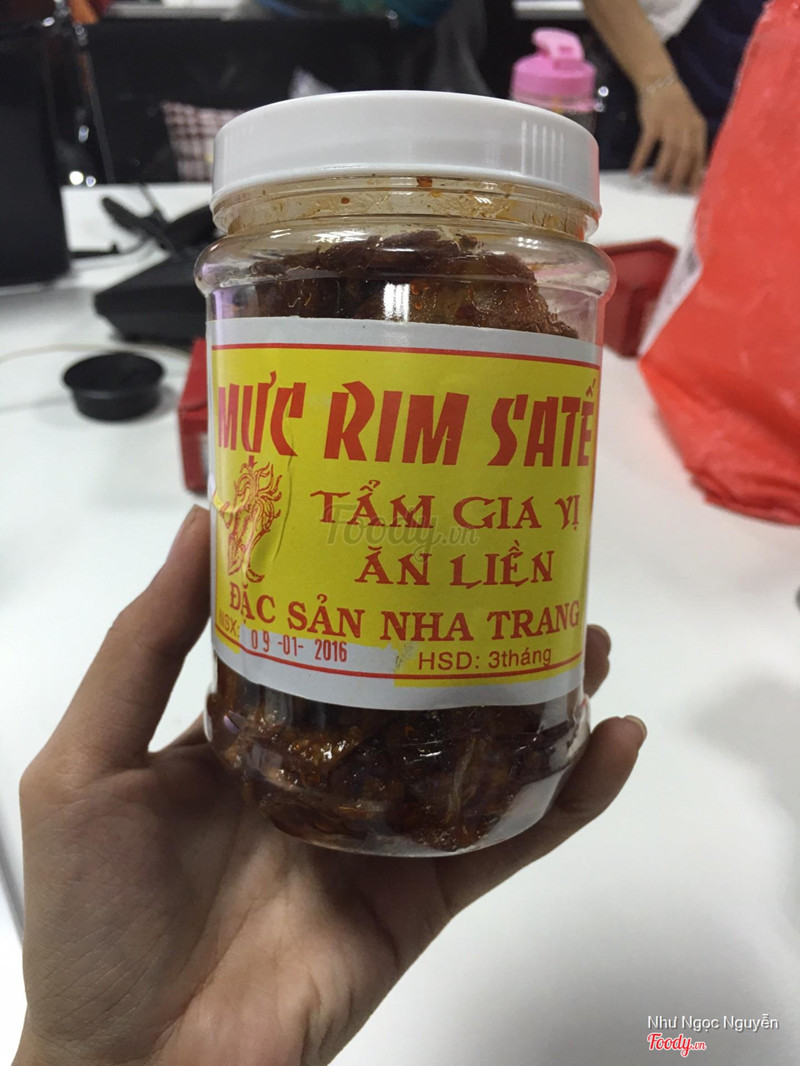 MỰC RIM SATẾ
TẨM GIA VỊ
Foody.vn
ĂN LIỀN
ĐẶC SẢN NHA TRANG
NSX: 09-01-2016
HSD: 3tháng
Như Ngọc Nguyễn
Foody.vn